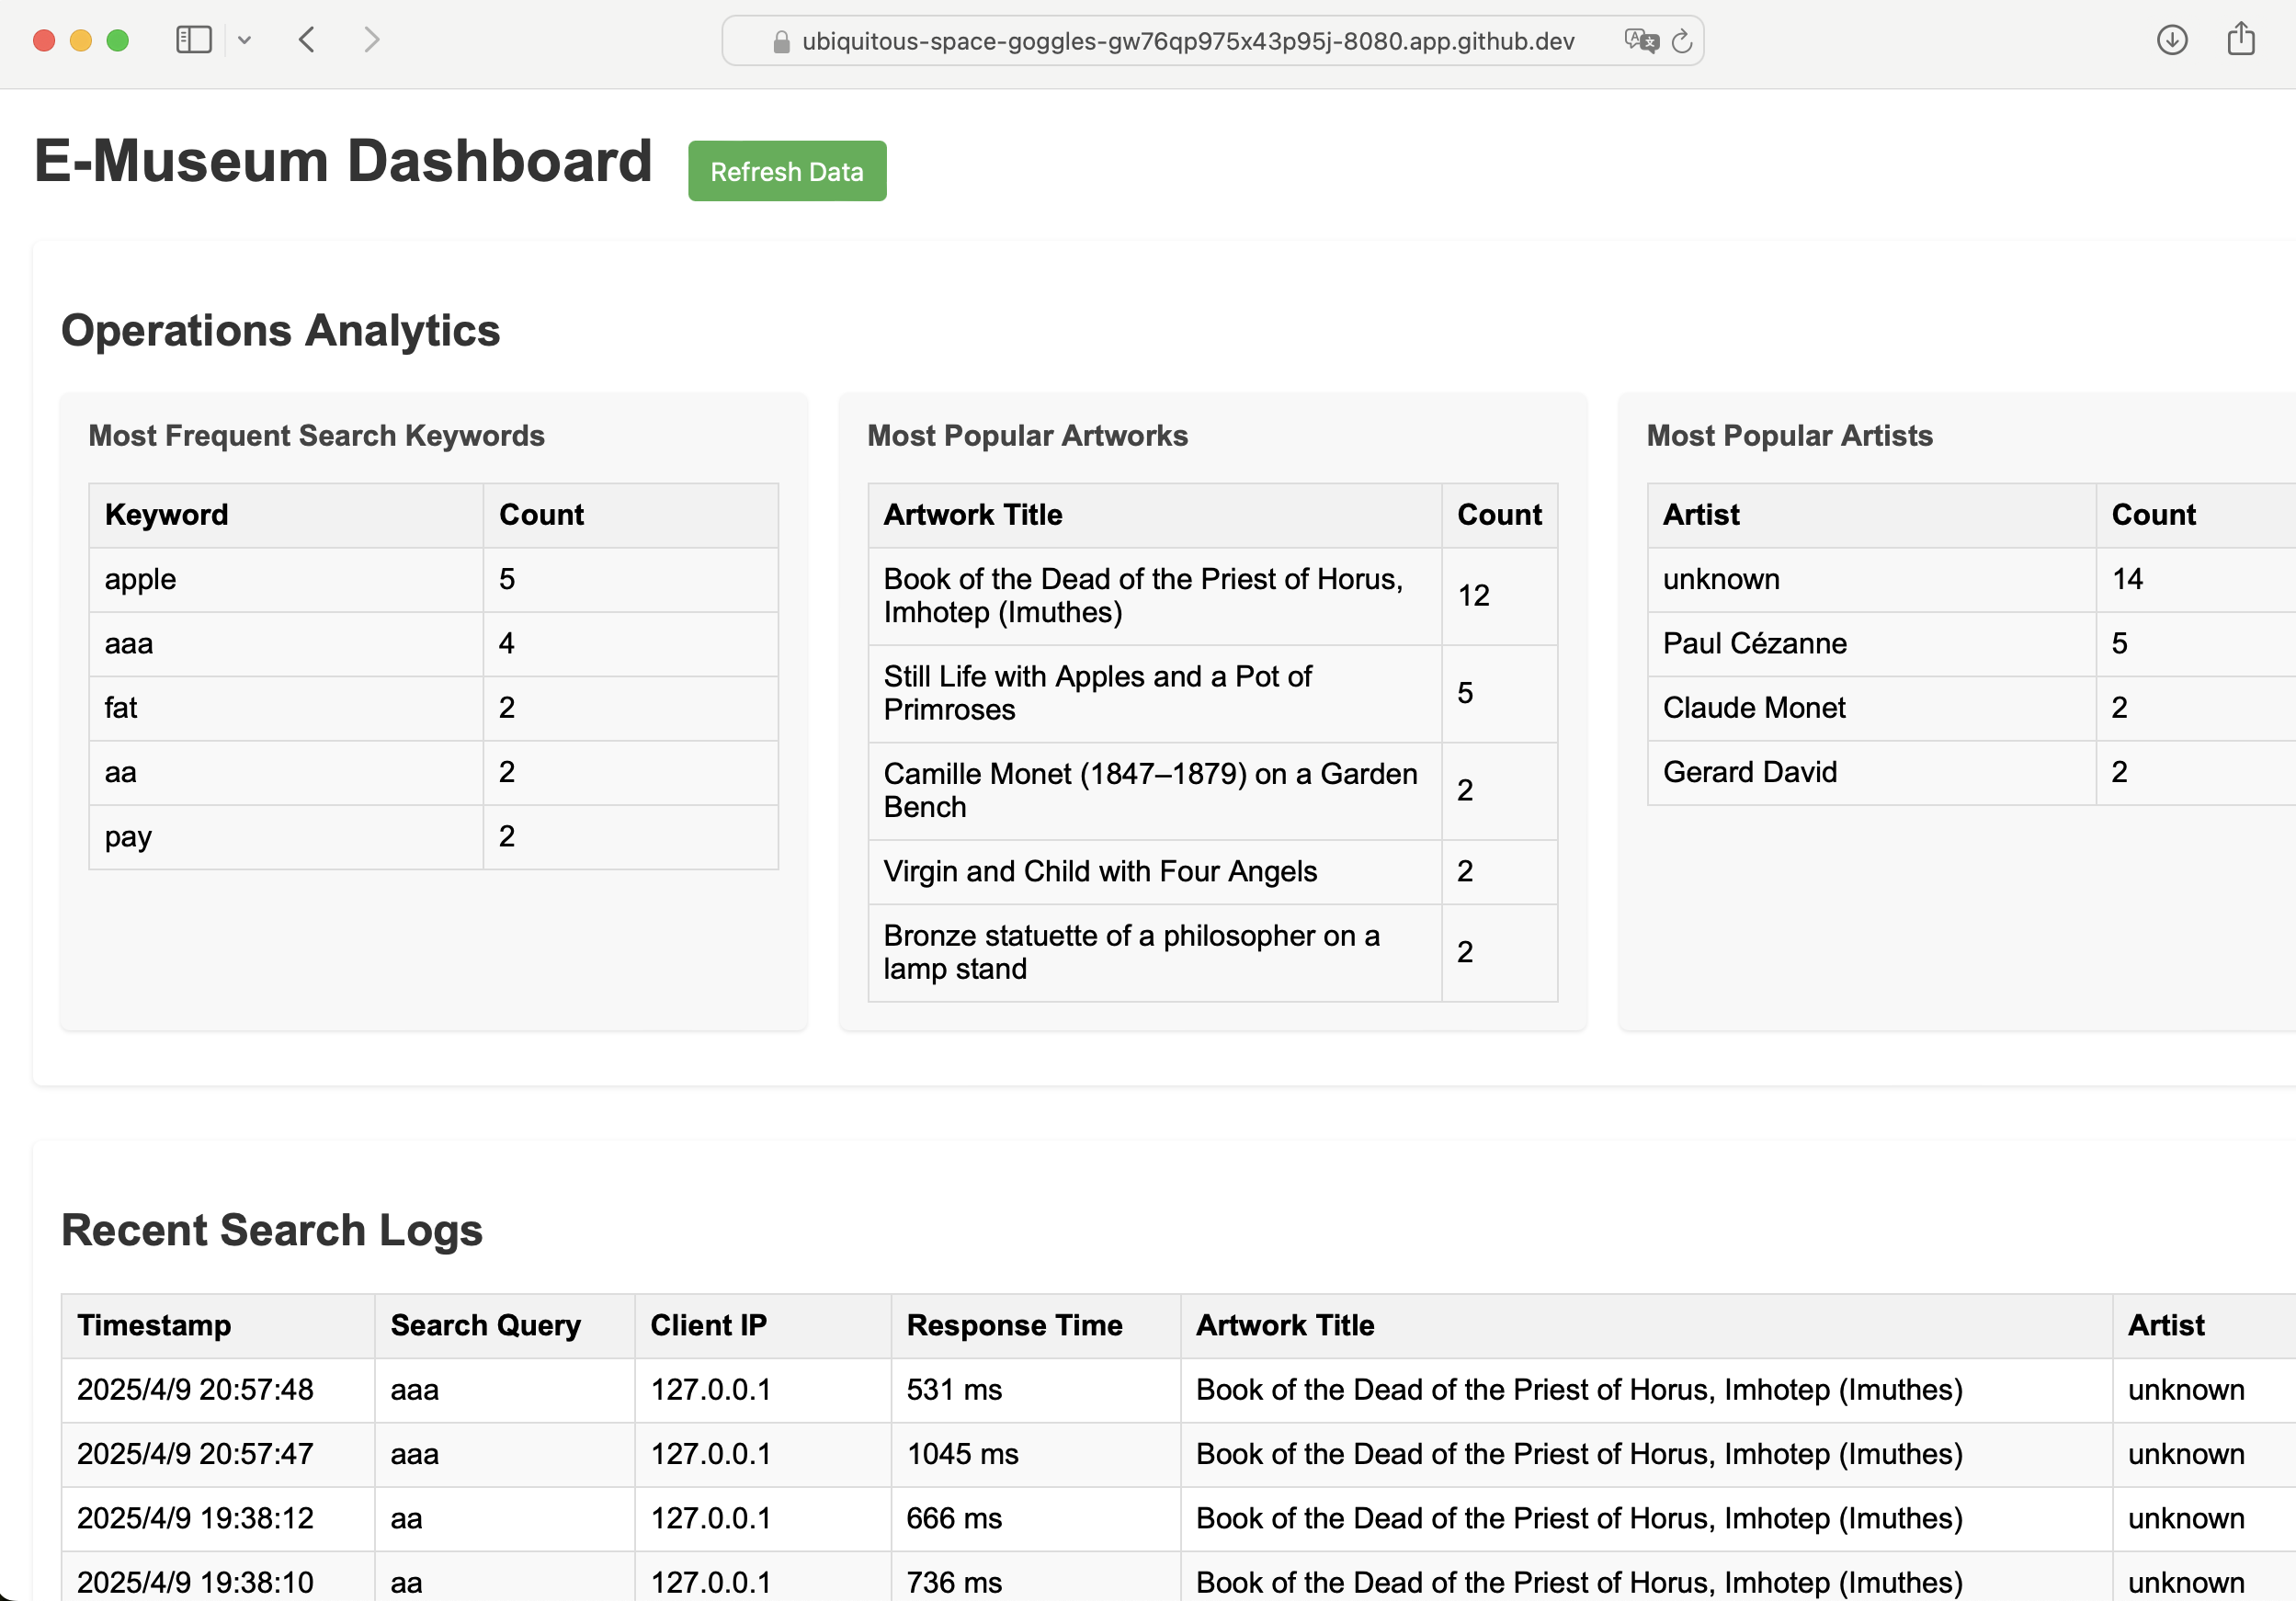 ubiquitous-space-goggles-gw76qp975x43p95j-8080.app.github.dev
E-Museum Dashboard
Refresh Data
Operations Analytics
Most Frequent Search Keywords
Keyword Count
apple 5
aaa 4
fat 2
aa 2
pay 2
Most Popular Artworks
Artwork Title Count
Book of the Dead of the Priest of Horus,
Imhotep (Imuthes) 12
Still Life with Apples and a Pot of
Primroses 5
Camille Monet (1847–1879) on a Garden
Bench 2
Virgin and Child with Four Angels 2
Bronze statuette of a philosopher on a
lamp stand 2
Most Popular Artists
Artist Count
unknown 14
Paul Cézanne 5
Claude Monet 2
Gerard David 2
Recent Search Logs
Timestamp Search Query Client IP Response Time Artwork Title Artist
2025/4/9 20:57:48 aaa 127.0.0.1 531 ms Book of the Dead of the Priest of Horus, Imhotep (Imuthes) unknown
2025/4/9 20:57:47 aaa 127.0.0.1 1045 ms Book of the Dead of the Priest of Horus, Imhotep (Imuthes) unknown
2025/4/9 19:38:12 aa 127.0.0.1 666 ms Book of the Dead of the Priest of Horus, Imhotep (Imuthes) unknown
2025/4/9 19:38:10 aa 127.0.0.1 736 ms Book of the Dead of the Priest of Horus, Imhotep (Imuthes) unknown